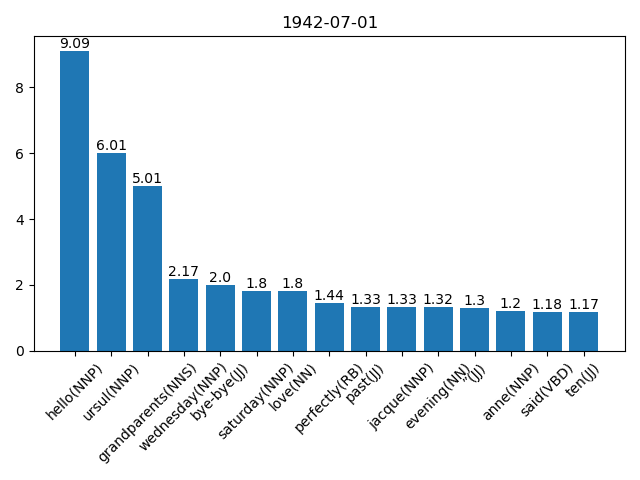 1942-07-01
9.09
6.01
5.01
2.17
2.0
1.8
1.8
1.44
1.33
1.33
1.32
1.3
1.2
1.18
1.17
8
6
4
2
0
hello(NNP)
ursul(NNP)
grandparents(NNS)
wednesday(NNP)
bye-bye(JJ)
saturday(NNP)
love(NN)
perfectly(RB)
past(JJ)
jacque(NNP)
evening(NN)
"(JJ)
anne(NNP)
said(VBD)
ten(JJ)